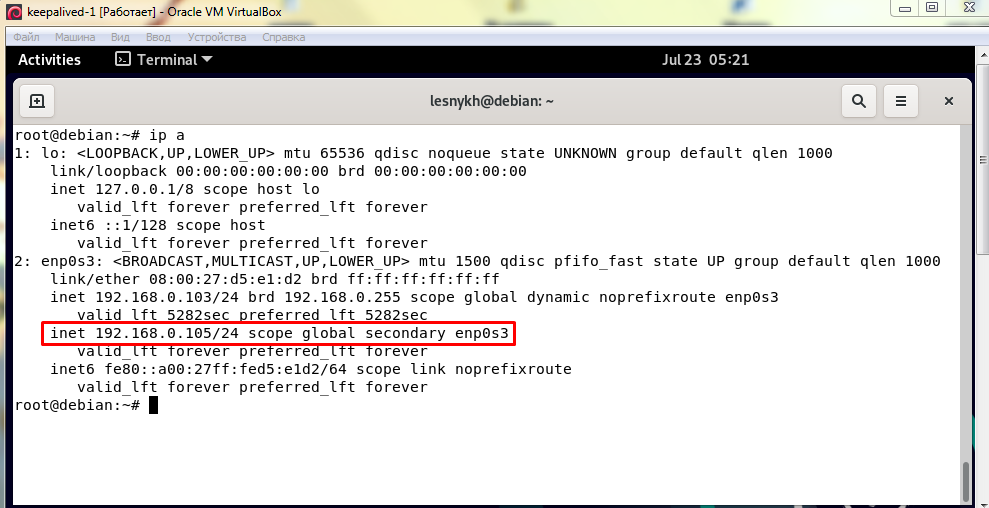 keepalived-1 [Работает] - Oracle VM VirtualBox
Файл Машина Вид Ввод Устройства Справка
Activities Terminal Jul 23 05:21
lesnykh@debian: ~
root@debian:~# ip a
1: lo: <LOOPBACK,UP,LOWER_UP> mtu 65536 qdisc noqueue state UNKNOWN group default qlen 1000
link/loopback 00:00:00:00:00:00 brd 00:00:00:00:00:00
inet 127.0.0.1/8 scope host lo
valid_lft forever preferred_lft forever
inet6 ::1/128 scope host
valid_lft forever preferred_lft forever
2: enp0s3: <BROADCAST,MULTICAST,UP,LOWER_UP> mtu 1500 qdisc pfifo_fast state UP group default qlen 1000
link/ether 08:00:27:d5:e1:d2 brd ff:ff:ff:ff:ff:ff
inet 192.168.0.103/24 brd 192.168.0.255 scope global dynamic noprefixroute enp0s3
valid_lft 5282sec preferred_lft 5282sec
inet 192.168.0.105/24 scope global secondary enp0s3
valid_lft forever preferred_lft forever
inet6 fe80::a00:27ff:fed5:e1d2/64 scope link noprefixroute
valid_lft forever preferred_lft forever
root@debian:~#